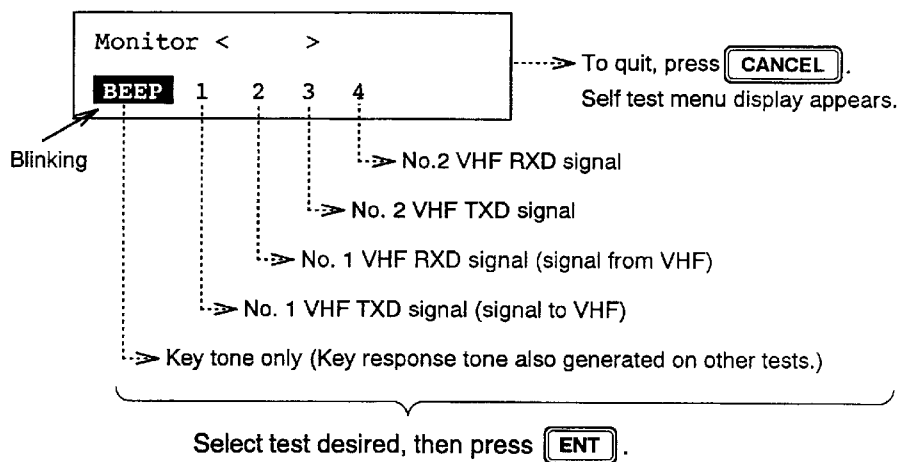 Monitor < >
BEEP 1 2 3 4
To quit, press CANCEL.
Self test menu display appears.
Blinking
No.2 VHF RXD signal
No. 2 VHF TXD signal
No. 1 VHF RXD signal (signal from VHF)
No. 1 VHF TXD signal (signal to VHF)
Key tone only (Key response tone also generated on other tests.)
Select test desired, then press ENT.